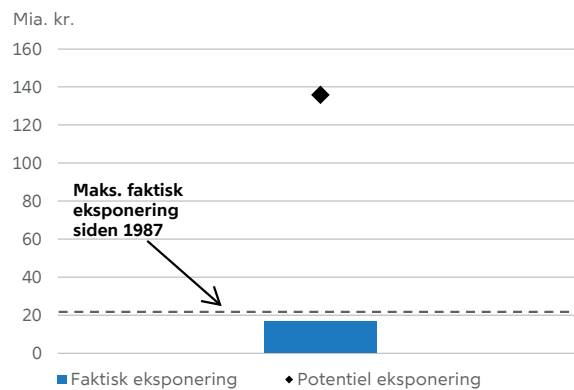 Mia. kr.
160
140
120
100
80
60
40
20
0
Maks. faktisk
eksponering
siden 1987
Faktisk eksponering
Potentiel eksponering